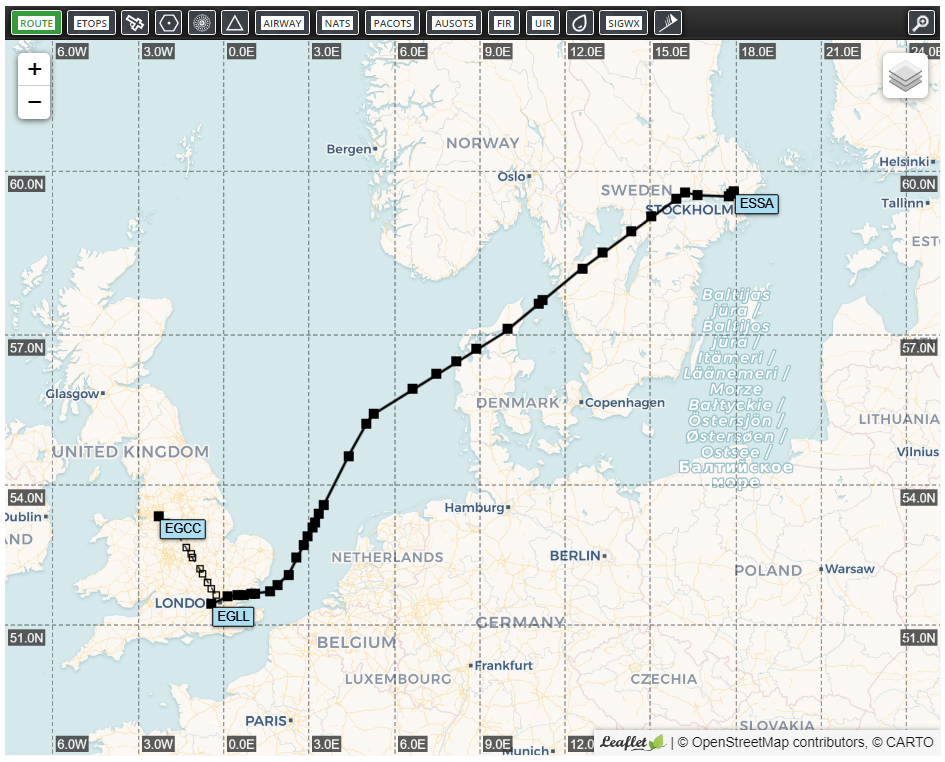 ROUTE ETOPS AIRWAY NATS PACOTS AUSOTS FIR UIR SIGWX
6.0W 3.0W 0.0E 3.0E 6.0E 9.0E 12.0E 15.0E 18.0E 21.0E 24.0E
+
−
NORWAY
Bergen
Helsinki
Oslo
60.0N 60.0N
SWEDEN
STOCKHOLM ESSA
Tallinn
EST
Baltijas
jūra /
Baltijos
jūra /
Itämeri /
Läänemeri /
Morze
Bałtyckie /
Östersjön /
Østersøen /
Ostsee /
Балтийское
море
57.0N 57.0N
Glasgow
DENMARK Copenhagen
LITHUANIA
UNITED KINGDOM
Vilnius
54.0N 54.0N
Hamburg
Dublin
AND
EGCC
NETHERLANDS
BERLIN
POLAND Warsaw
LONDO
EGLL
GERMANY
51.0N 51.0N
BELGIUM
Frankfurt
LUXEMBOURG CZECHIA
PARIS
SLOVAKIA
6.0W 3.0W 0.0E 3.0E 6.0E 9.0E 12.0
Munich
Leaflet | © OpenStreetMap contributors, © CARTO